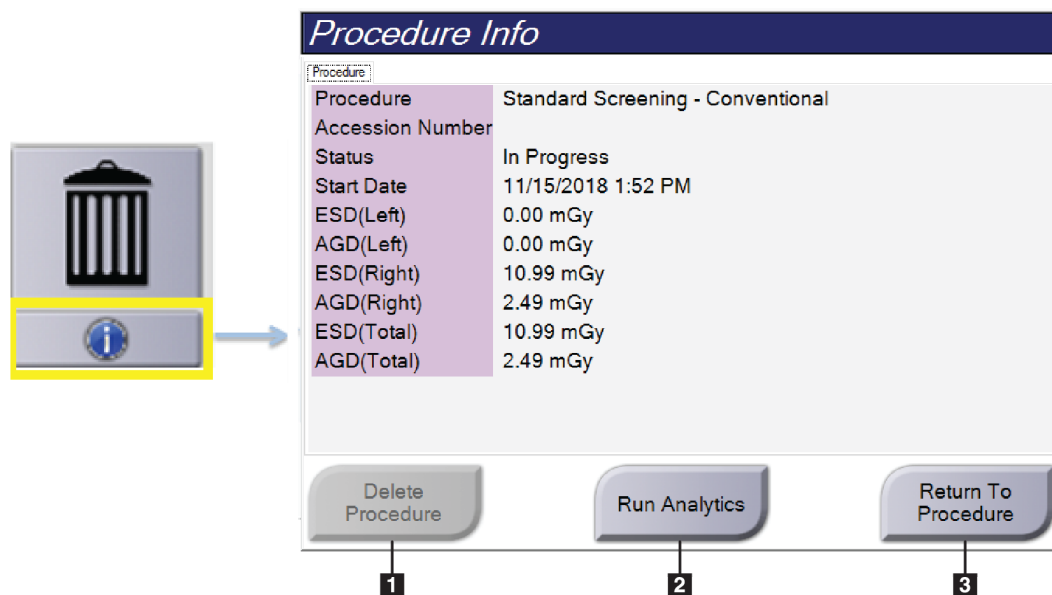 Procedure Info
Procedure
Procedure Standard Screening - Conventional
Accession Number
Status In Progress
Start Date 11/15/2018 1:52 PM
ESD(Left) 0.00 mGy
AGD(Left) 0.00 mGy
ESD(Right) 10.99 mGy
AGD(Right) 2.49 mGy
ESD(Total) 10.99 mGy
AGD(Total) 2.49 mGy
Delete
Procedure
Run Analytics
Return To
Procedure
1 2 3